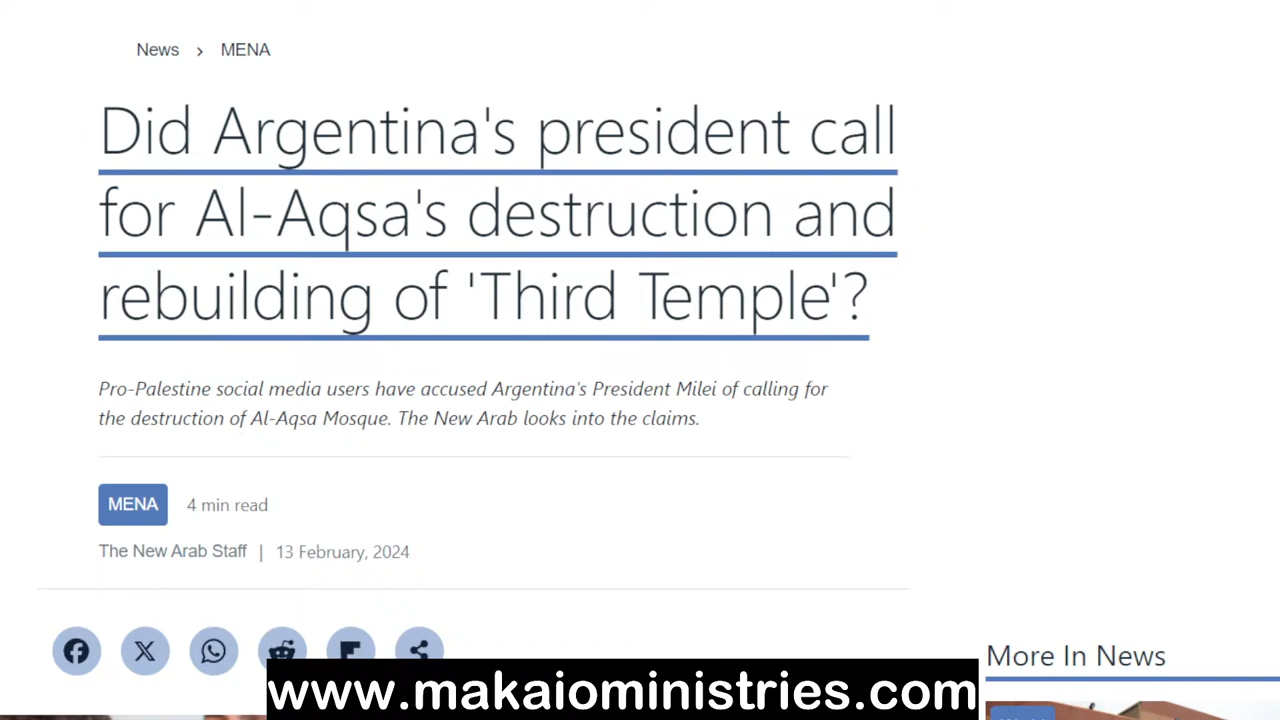 News > MENA
Did Argentina's president call
for Al-Aqsa's destruction and
rebuilding of 'Third Temple'?
Pro-Palestine social media users have accused Argentina's President Milei of calling for
the destruction of Al-Aqsa Mosque. The New Arab looks into the claims.
MENA 4 min read
The New Arab Staff | 13 February, 2024
More In News
www.makaioministries.com